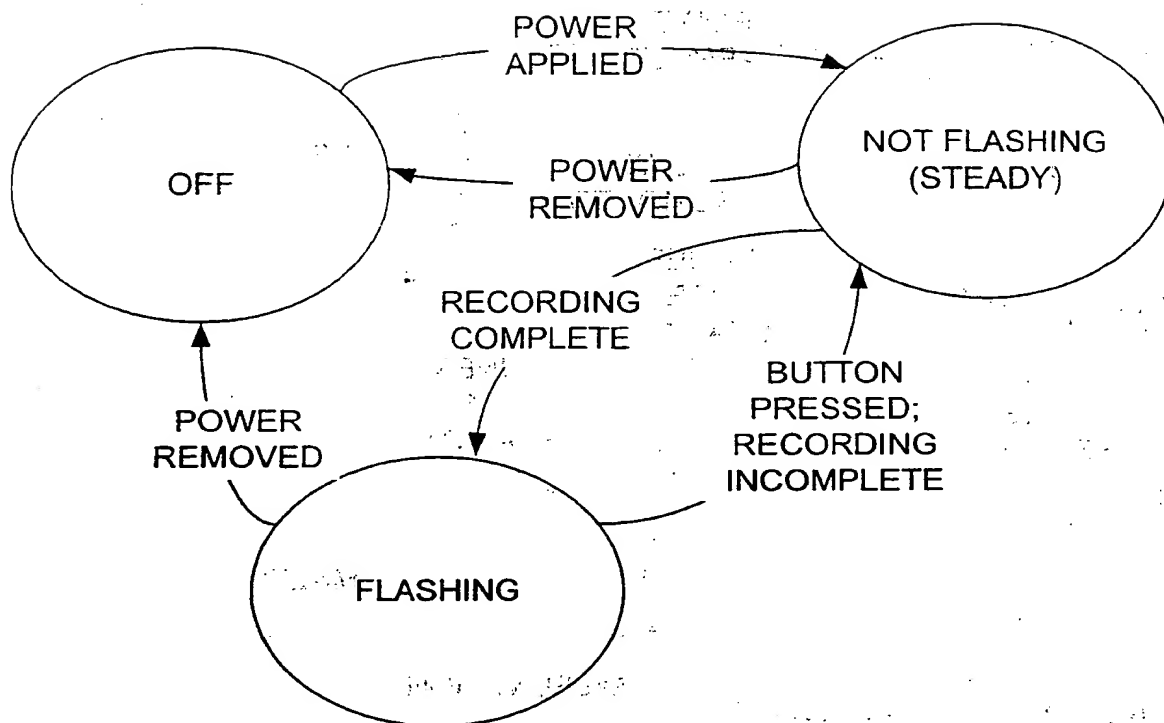 POWER
APPLIED
OFF
NOT FLASHING
(STEADY)
POWER
REMOVED
RECORDING
COMPLETE
BUTTON
PRESSED;
RECORDING
INCOMPLETE
POWER
REMOVED
FLASHING